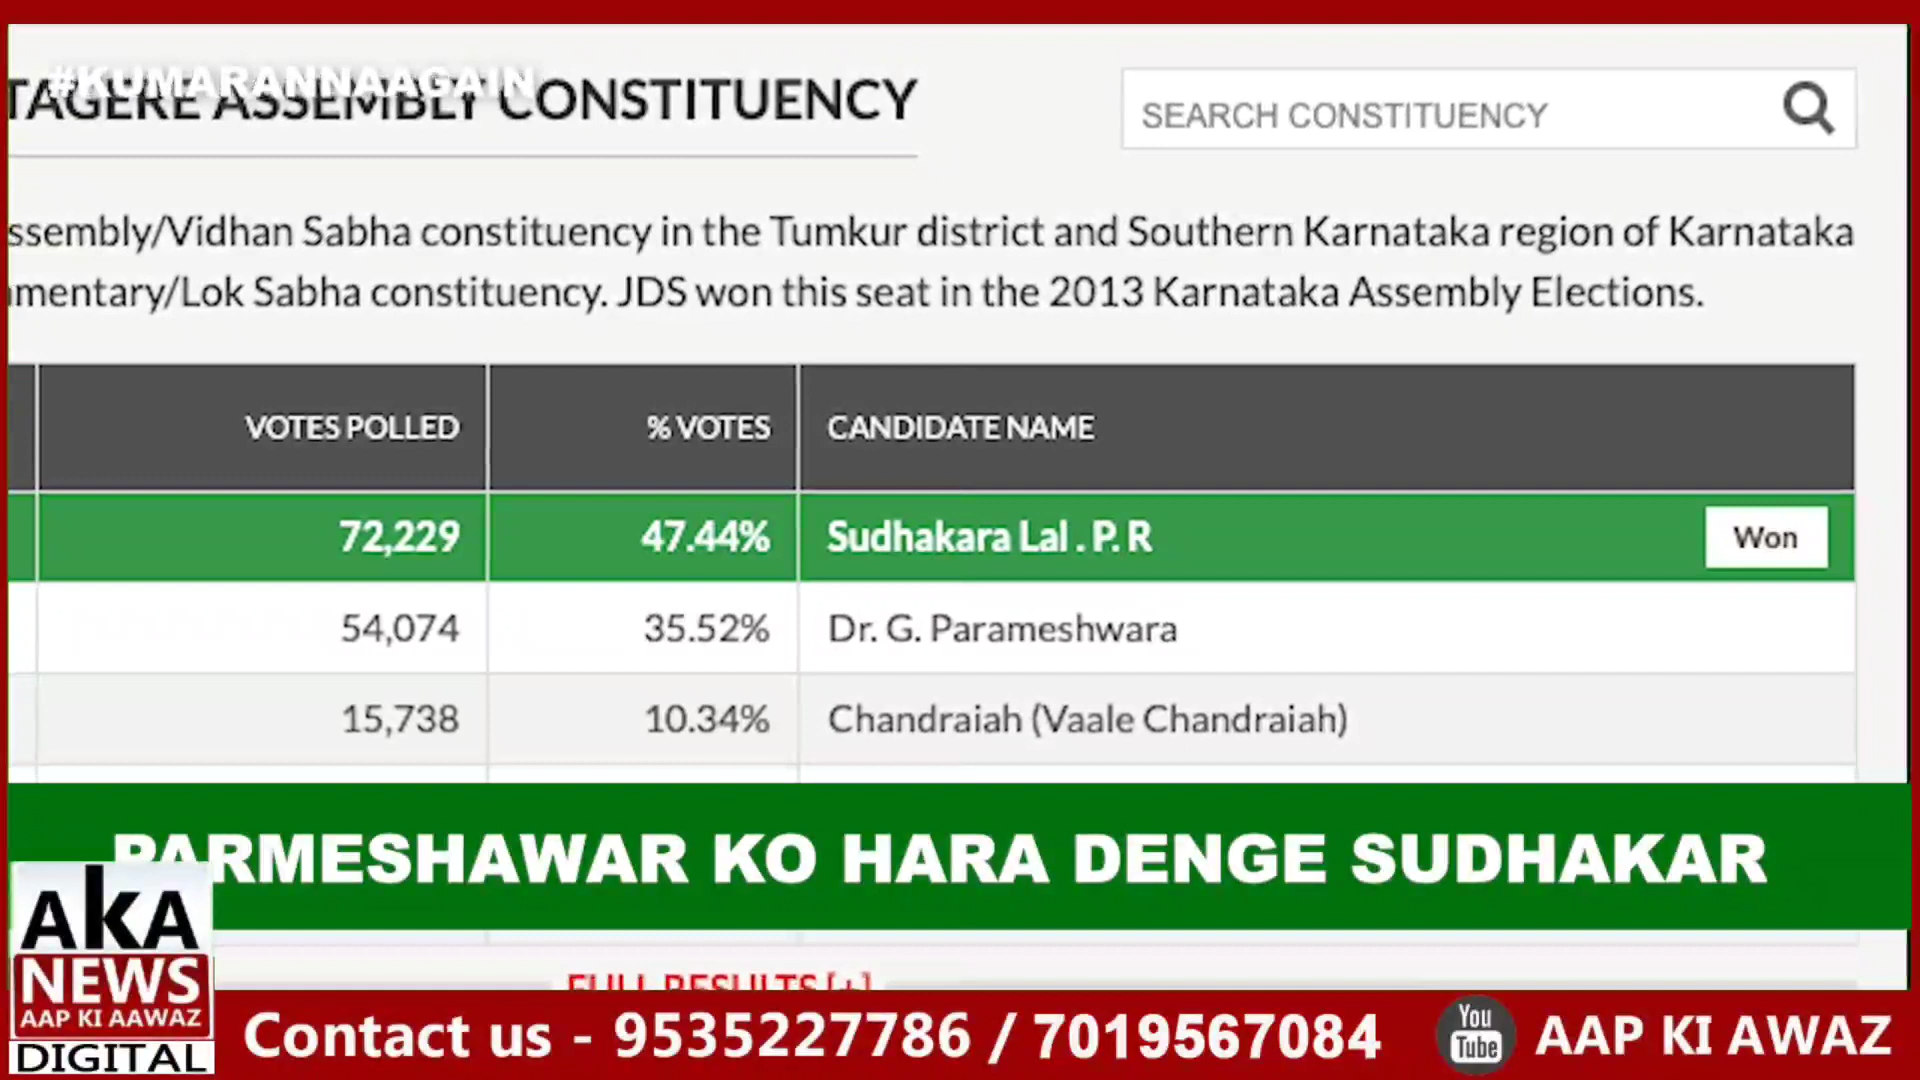 #KUMARANNAAGAIN
TAGERE ASSEMBLY CONSTITUENCY
SEARCH CONSTITUENCY
ssembly/Vidhan Sabha constituency in the Tumkur district and Southern Karnataka region of Karnataka
mentary/Lok Sabha constituency. JDS won this seat in the 2013 Karnataka Assembly Elections.
VOTES POLLED % VOTES CANDIDATE NAME
72,229 47.44% Sudhakara Lal . P. R Won
54,074 35.52% Dr. G. Parameshwara
15,738 10.34% Chandraiah (Vaale Chandraiah)
PARMESHAWAR KO HARA DENGE SUDHAKAR
FULL RESULTS [+]
AKA
NEWS
AAP KI AAWAZ
DIGITAL
Contact us - 9535227786 / 7019567084
You
Tube
AAP KI AWAZ